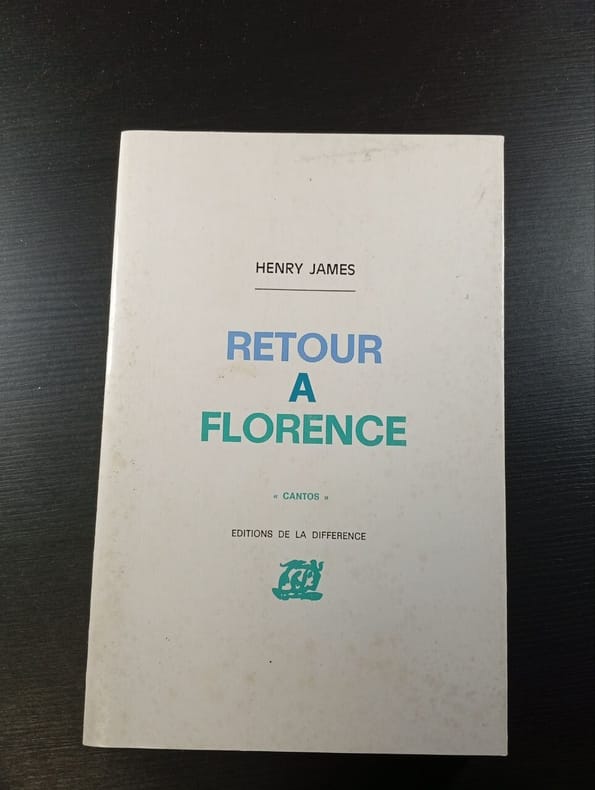 HENRY JAMES
RETOUR
A
FLORENCE
« CANTOS »
EDITIONS DE LA DIFFERENCE